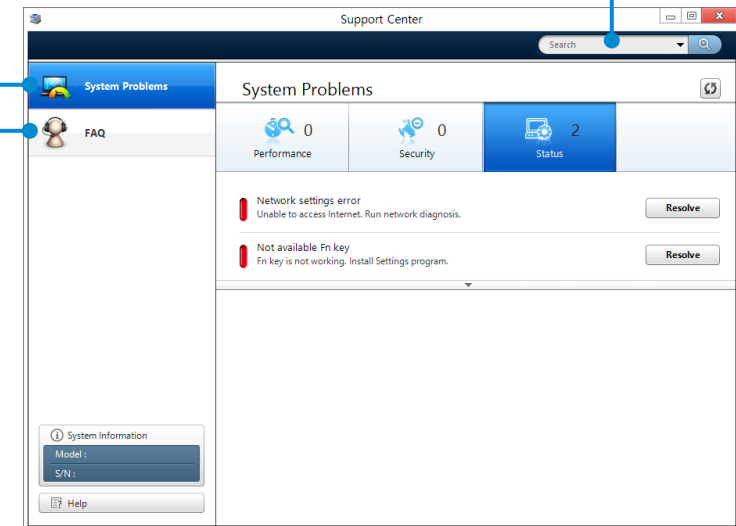 Support Center
Search
System Problems
FAQ
System Problems
0
Performance
0
Security
2
Status
Network settings error
Unable to access Internet. Run network diagnosis.
Resolve
Not available Fn key
Fn key is not working. Install Settings program.
Resolve
System Information
Model :
S/N :
Help